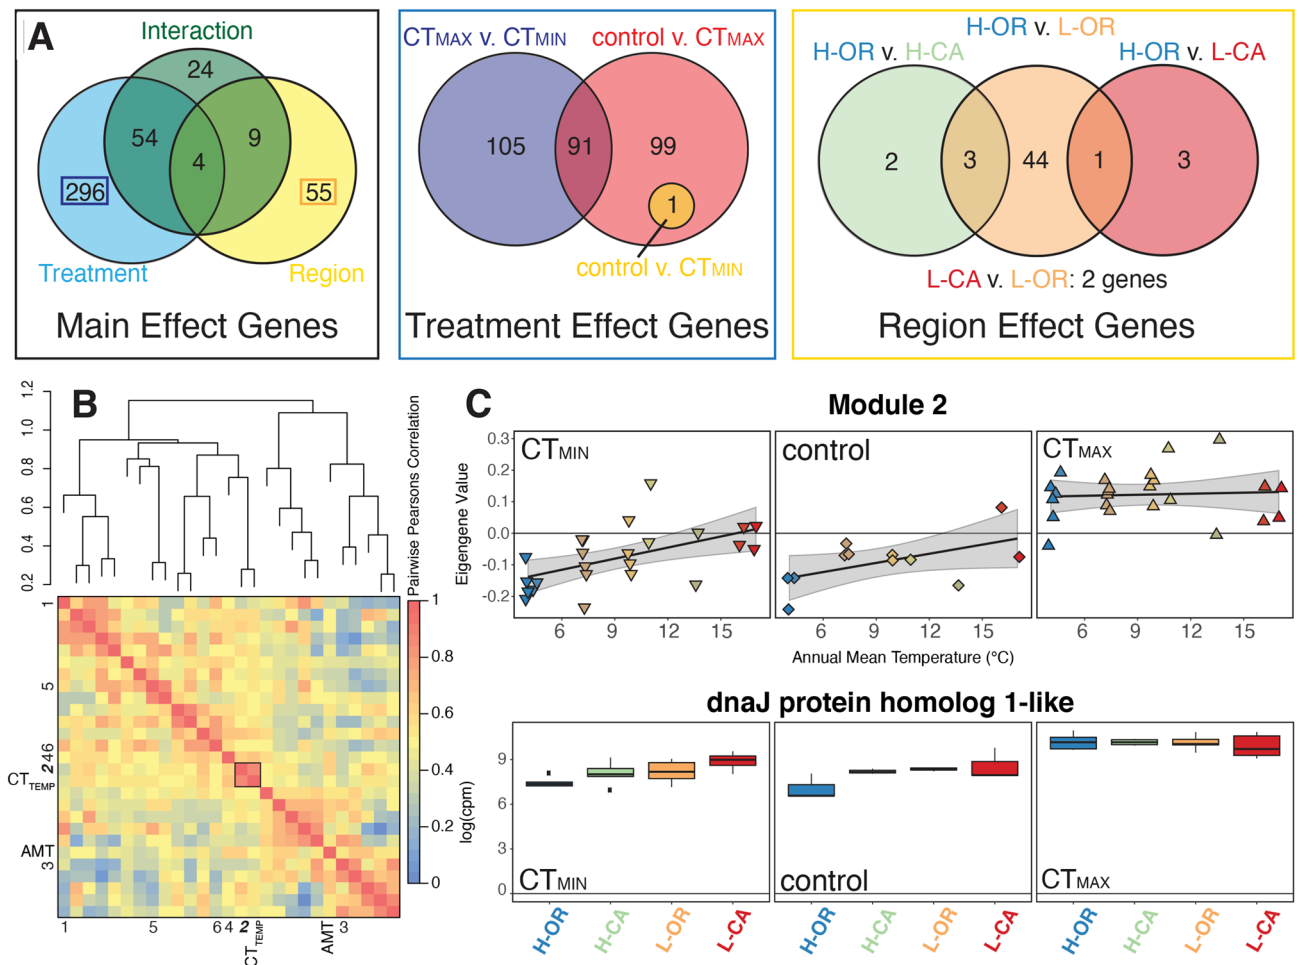 A
Interaction
24
54
9
4
296
55
Treatment
Region
Main Effect Genes
CTMAX v. CTMIN
control v. CTMAX
105
91
99
1
control v. CTMIN
Treatment Effect Genes
H-OR v. L-OR
H-OR v. H-CA
H-OR v. L-CA
2
3
44
1
3
L-CA v. L-OR: 2 genes
Region Effect Genes
B
1.2
1.0
0.8
0.6
0.4
0.2
Pairwise Pearsons Correlation
1
0.8
0.6
0.4
0.2
0
1
5
246
CTTEMP
AMT
3
1
5
6 4 2
CTTEMP
AMT
3
C
Module 2
CTMIN
control
CTMAX
Eigengene Value
0.3
0.2
0.1
0.0
-0.1
-0.2
6 9 12 15
6 9 12 15
6 9 12 15
Annual Mean Temperature (°C)
dnaJ protein homolog 1-like
log(cpm)
9
6
3
0
CTMIN
control
CTMAX
H-OR H-CA L-OR L-CA
H-OR H-CA L-OR L-CA
H-OR H-CA L-OR L-CA